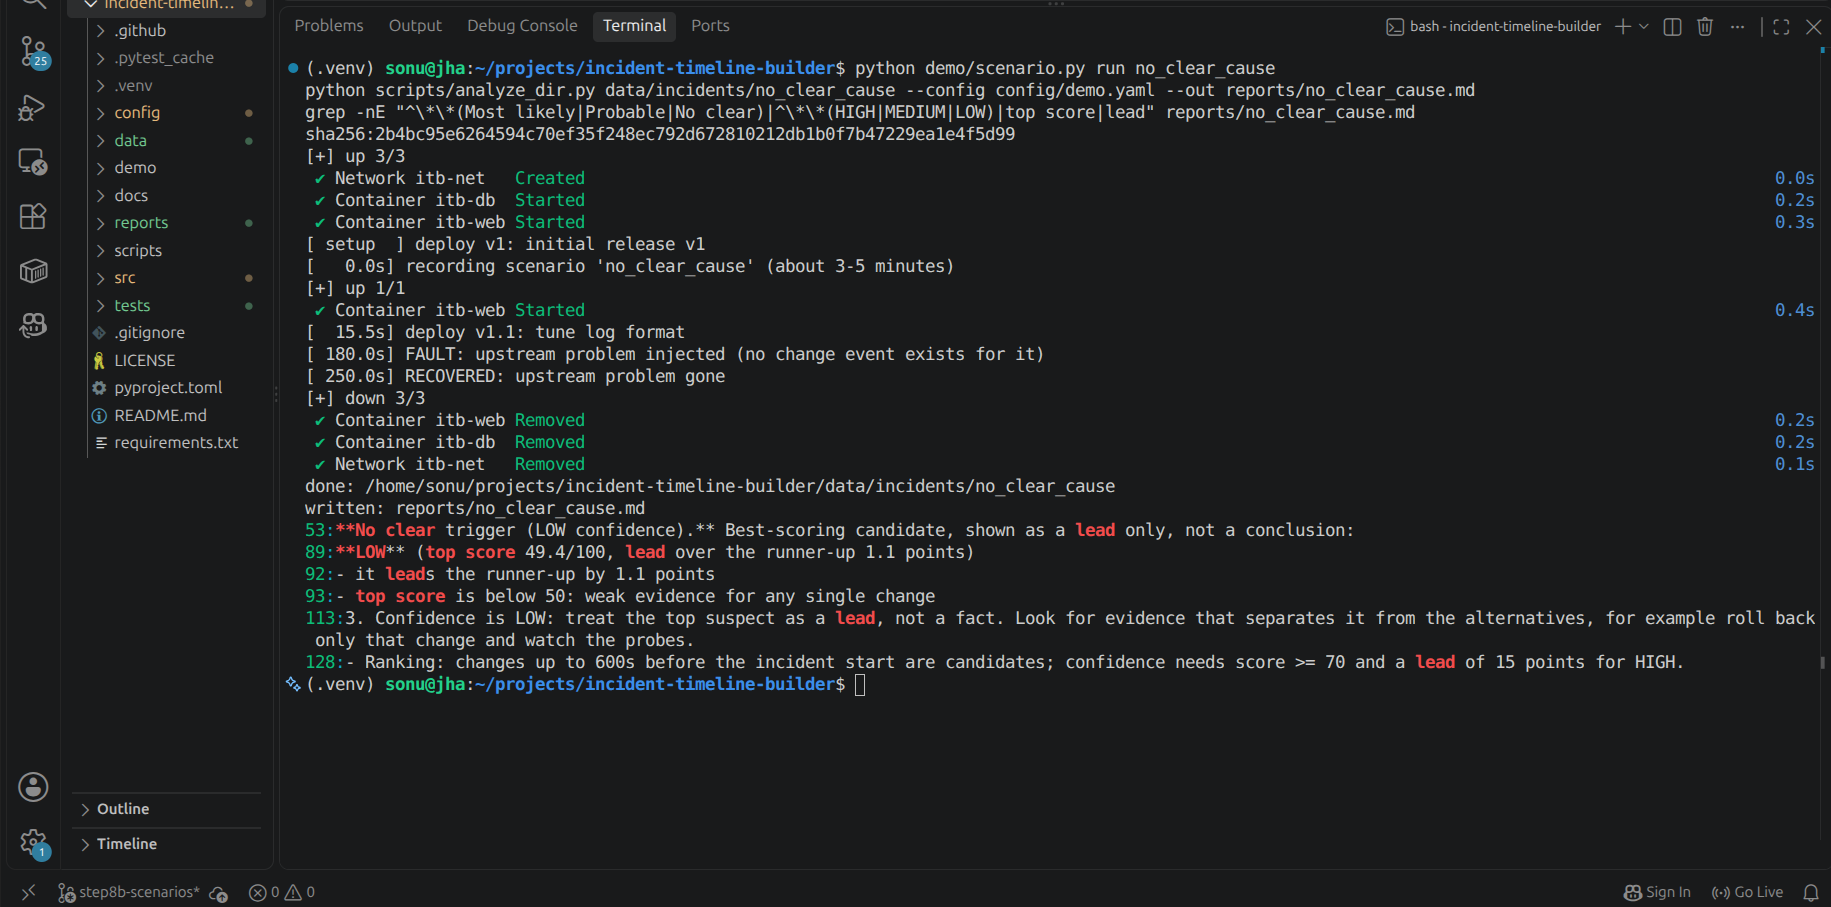 incident-timelin...
.github
.pytest_cache
.venv
config
data
demo
docs
reports
scripts
src
tests
.gitignore
LICENSE
pyproject.toml
README.md
requirements.txt
Outline
Timeline
25
1
Problems Output Debug Console Terminal Ports
bash - incident-timeline-builder
(.venv) sonu@jha:~/projects/incident-timeline-builder$ python demo/scenario.py run no_clear_cause
python scripts/analyze_dir.py data/incidents/no_clear_cause --config config/demo.yaml --out reports/no_clear_cause.md
grep -nE "^\*\*(Most likely|Probable|No clear)|^\*\*(HIGH|MEDIUM|LOW)|top score|lead" reports/no_clear_cause.md
sha256:2b4bc95e6264594c70ef35f248ec792d672810212db1b0f7b47229ea1e4f5d99
[+] up 3/3
✔ Network itb-net Created 0.0s
✔ Container itb-db Started 0.2s
✔ Container itb-web Started 0.3s
[ setup ] deploy v1: initial release v1
[ 0.0s] recording scenario 'no_clear_cause' (about 3-5 minutes)
[+] up 1/1
✔ Container itb-web Started 0.4s
[ 15.5s] deploy v1.1: tune log format
[ 180.0s] FAULT: upstream problem injected (no change event exists for it)
[ 250.0s] RECOVERED: upstream problem gone
[+] down 3/3
✔ Container itb-web Removed 0.2s
✔ Container itb-db Removed 0.2s
✔ Network itb-net Removed 0.1s
done: /home/sonu/projects/incident-timeline-builder/data/incidents/no_clear_cause
written: reports/no_clear_cause.md
53:**No clear trigger (LOW confidence).** Best-scoring candidate, shown as a lead only, not a conclusion:
89:**LOW** (top score 49.4/100, lead over the runner-up 1.1 points)
92:- it leads the runner-up by 1.1 points
93:- top score is below 50: weak evidence for any single change
113:3. Confidence is LOW: treat the top suspect as a lead, not a fact. Look for evidence that separates it from the alternatives, for example roll back
only that change and watch the probes.
128:- Ranking: changes up to 600s before the incident start are candidates; confidence needs score >= 70 and a lead of 15 points for HIGH.
(.venv) sonu@jha:~/projects/incident-timeline-builder$
step8b-scenarios* 0 0 Sign In Go Live